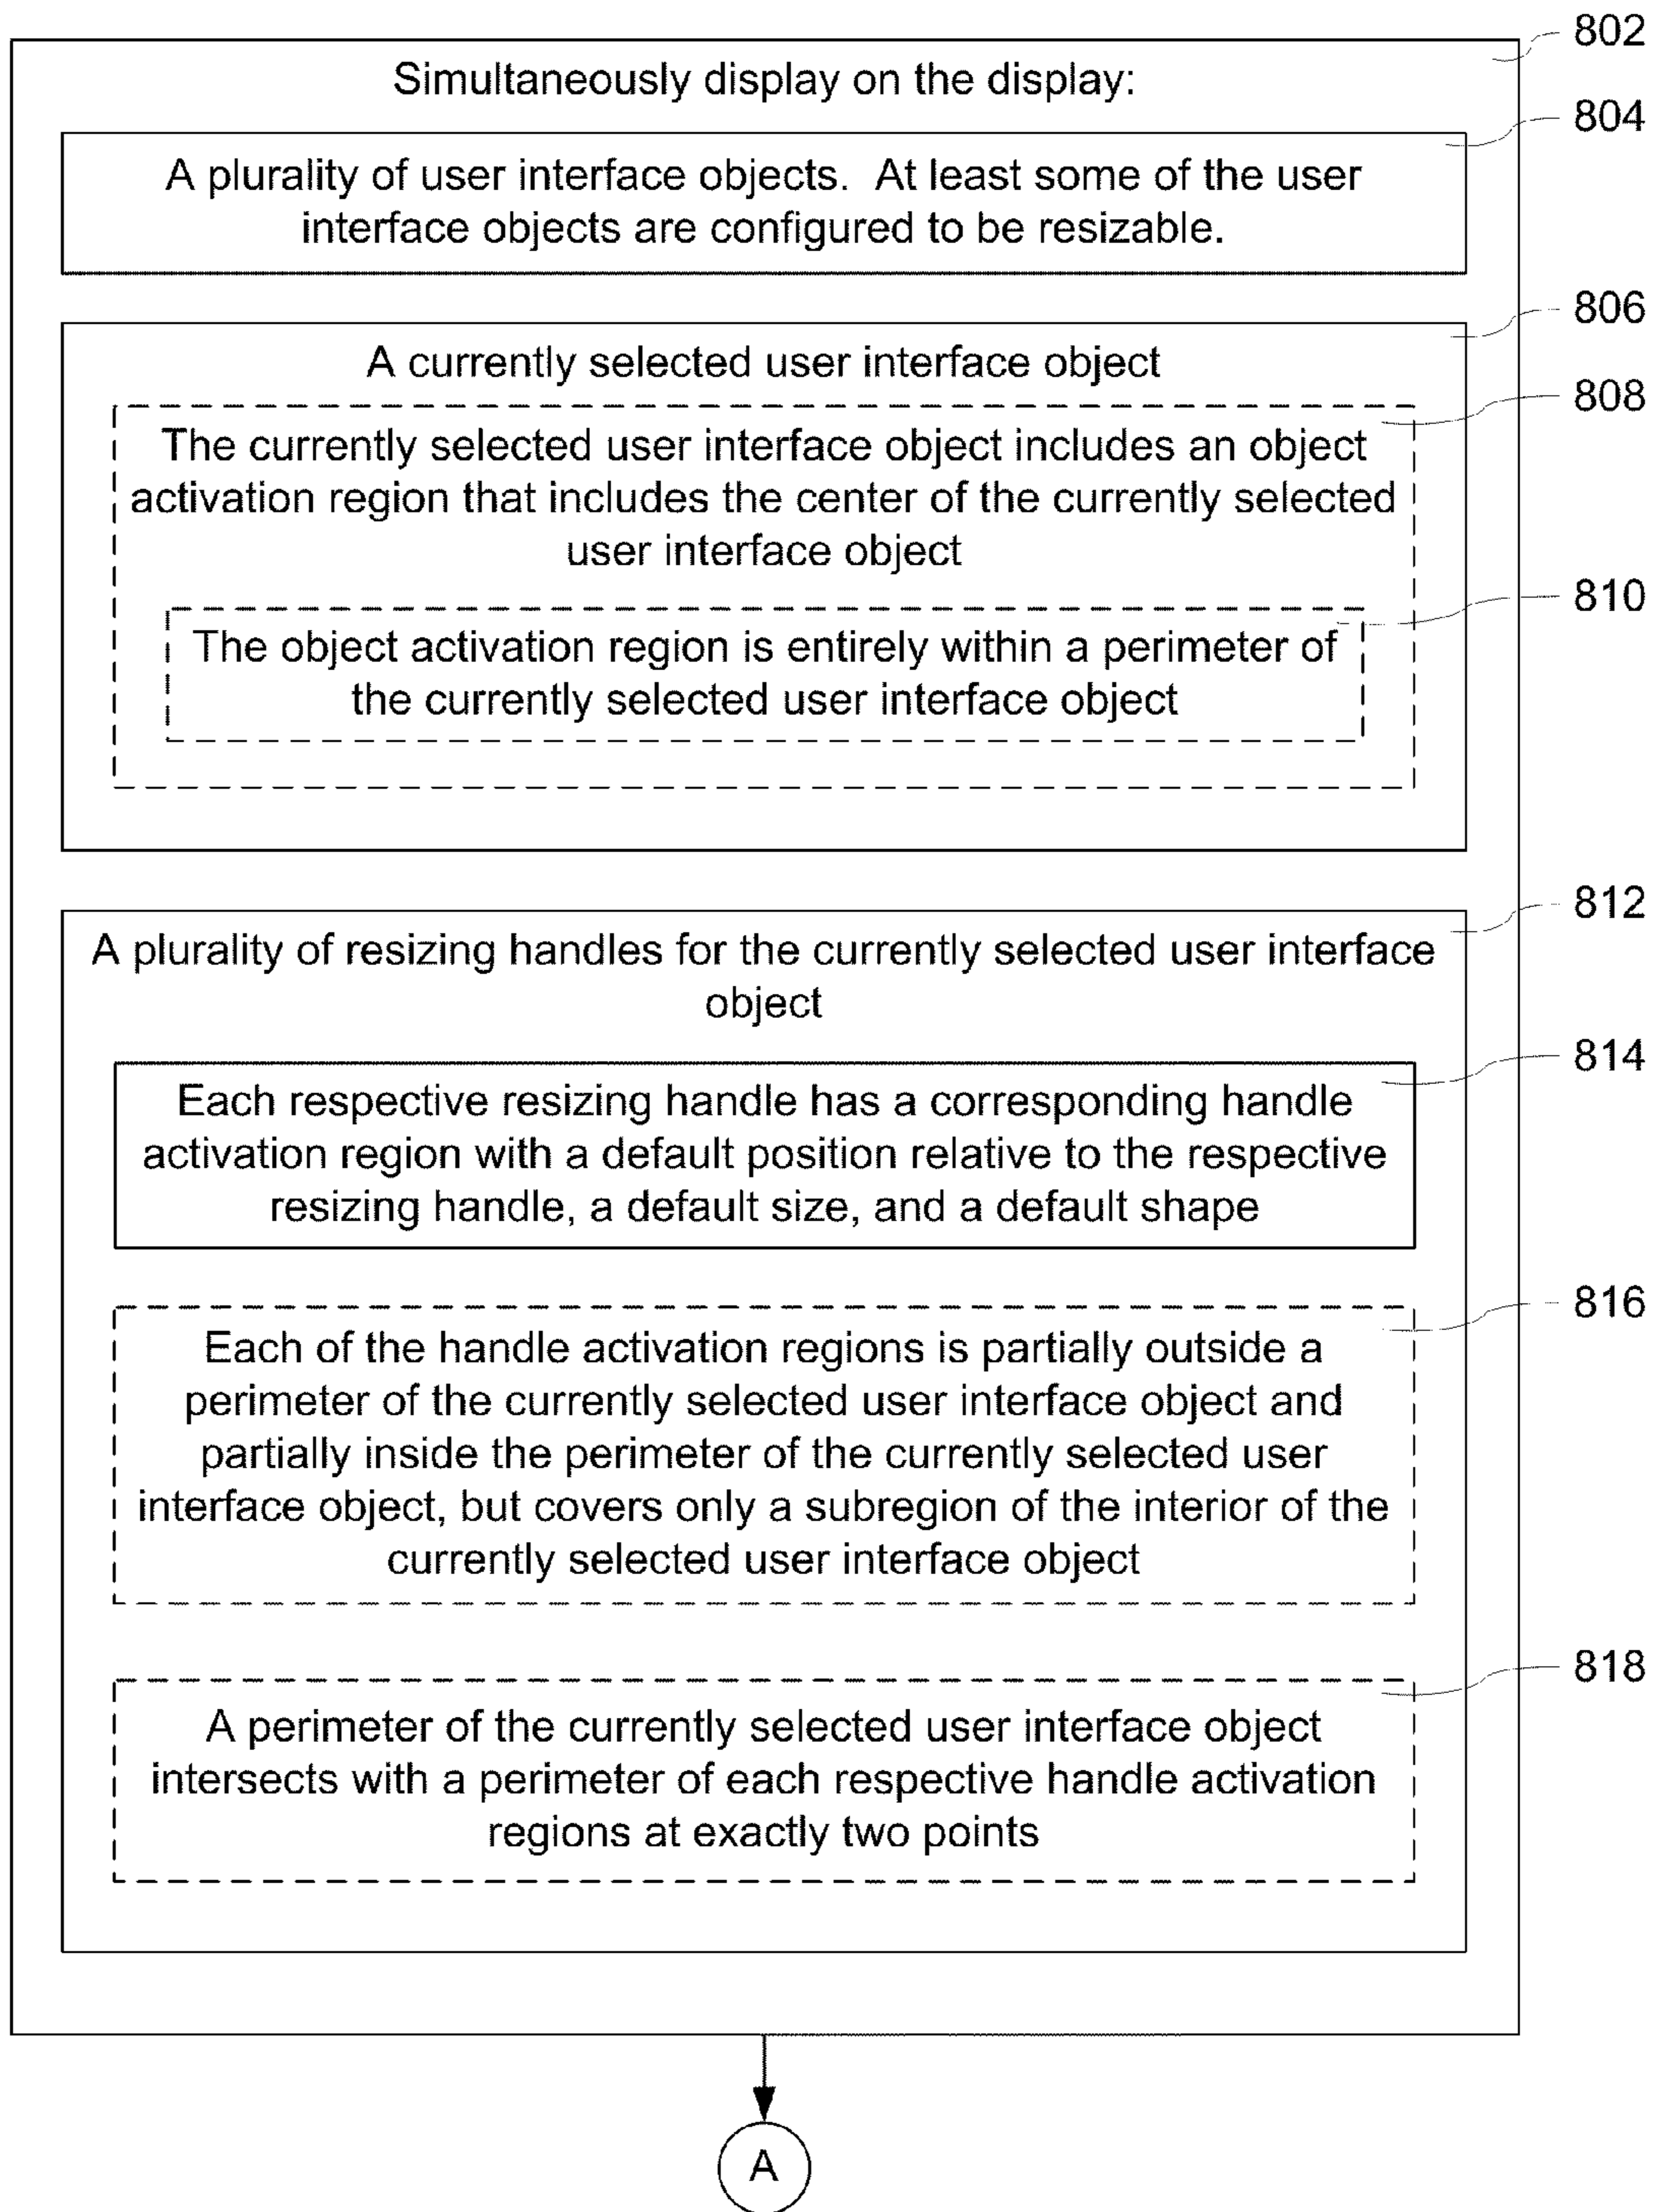 802
Simultaneously display on the display:
804
A plurality of user interface objects.  At least some of the user
interface objects are configured to be resizable.
806
A currently selected user interface object
808
The currently selected user interface object includes an object
activation region that includes the center of the currently selected
user interface object
810
The object activation region is entirely within a perimeter of
the currently selected user interface object
812
A plurality of resizing handles for the currently selected user interface
object
814
Each respective resizing handle has a corresponding handle
activation region with a default position relative to the respective
resizing handle, a default size, and a default shape
816
Each of the handle activation regions is partially outside a
perimeter of the currently selected user interface object and
partially inside the perimeter of the currently selected user
interface object, but covers only a subregion of the interior of the
currently selected user interface object
818
A perimeter of the currently selected user interface object
intersects with a perimeter of each respective handle activation
regions at exactly two points
A